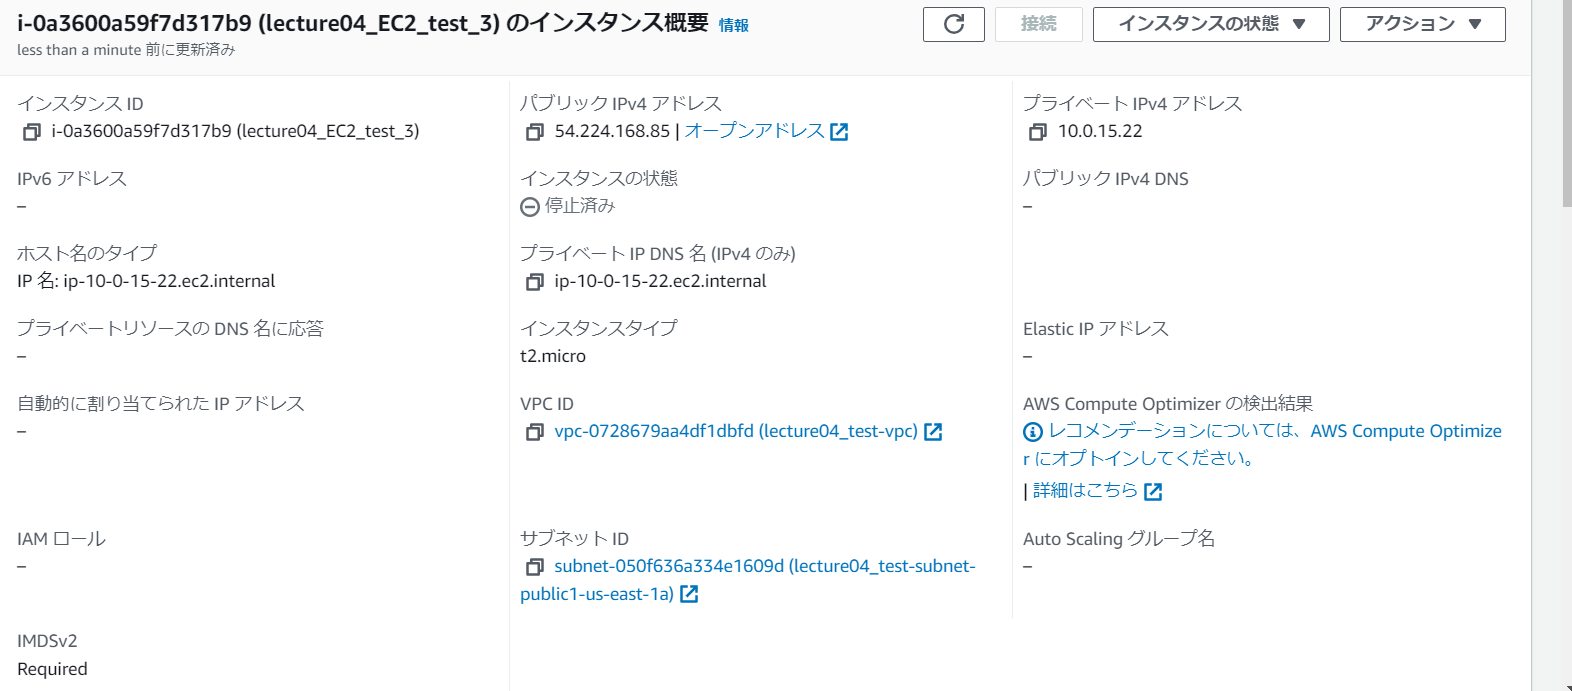 i-0a3600a59f7d317b9 (lecture04_EC2_test_3) のインスタンス概要 情報
less than a minute 前に更新済み
接続
インスタンスの状態 ▼
アクション ▼
インスタンス ID
i-0a3600a59f7d317b9 (lecture04_EC2_test_3)
パブリック IPv4 アドレス
54.224.168.85 | オープンアドレス
プライベート IPv4 アドレス
10.0.15.22
IPv6 アドレス
–
インスタンスの状態
停止済み
パブリック IPv4 DNS
–
ホスト名のタイプ
IP 名: ip-10-0-15-22.ec2.internal
プライベート IP DNS 名 (IPv4 のみ)
ip-10-0-15-22.ec2.internal
プライベートリソースの DNS 名に応答
–
インスタンスタイプ
t2.micro
Elastic IP アドレス
–
自動的に割り当てられた IP アドレス
–
VPC ID
vpc-0728679aa4df1dbfd (lecture04_test-vpc)
AWS Compute Optimizer の検出結果
レコメンデーションについては、AWS Compute Optimize
r にオプトインしてください。
| 詳細はこちら
IAM ロール
–
サブネット ID
subnet-050f636a334e1609d (lecture04_test-subnet-
public1-us-east-1a)
Auto Scaling グループ名
–
IMDSv2
Required